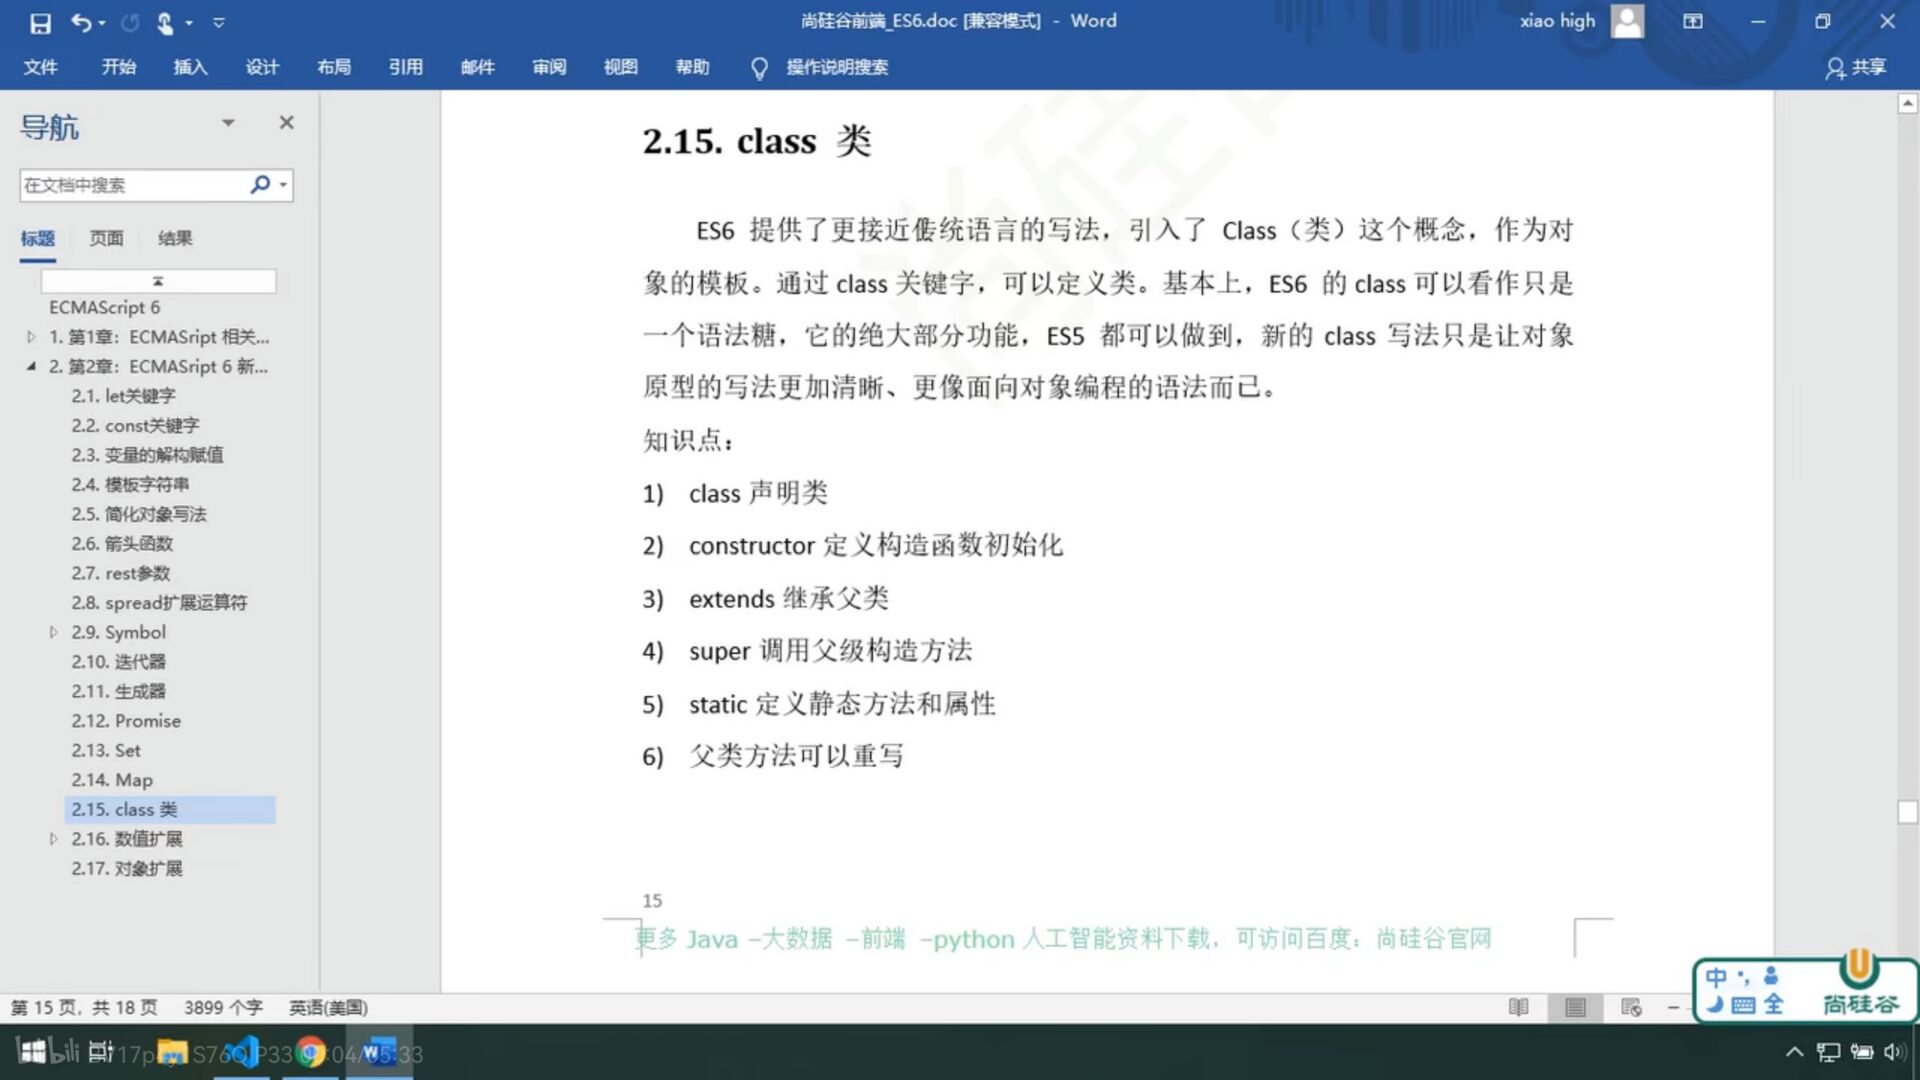 尚硅谷前端_ES6.doc [兼容模式] - Word
xiao high
文件 开始 插入 设计 布局 引用 邮件 审阅 视图 帮助 操作说明搜索 共享
导航
在文档中搜索
标题 页面 结果
ECMAScript 6
1. 第1章：ECMASript 相关...
2. 第2章：ECMASript 6 新...
2.1. let关键字
2.2. const关键字
2.3. 变量的解构赋值
2.4. 模板字符串
2.5. 简化对象写法
2.6. 箭头函数
2.7. rest参数
2.8. spread扩展运算符
2.9. Symbol
2.10. 迭代器
2.11. 生成器
2.12. Promise
2.13. Set
2.14. Map
2.15. class 类
2.16. 数值扩展
2.17. 对象扩展
2.15. class 类
ES6 提供了更接近传统语言的写法，引入了 Class（类）这个概念，作为对
象的模板。通过 class 关键字，可以定义类。基本上，ES6 的 class 可以看作只是
一个语法糖，它的绝大部分功能，ES5 都可以做到，新的 class 写法只是让对象
原型的写法更加清晰、更像面向对象编程的语法而已。
知识点：
1) class 声明类
2) constructor 定义构造函数初始化
3) extends 继承父类
4) super 调用父级构造方法
5) static 定义静态方法和属性
6) 父类方法可以重写
15
更多 Java –大数据 –前端 –python 人工智能资料下载，可访问百度：尚硅谷官网
第 15 页，共 18 页 3899 个字 英语(美国)
中 全
尚硅谷